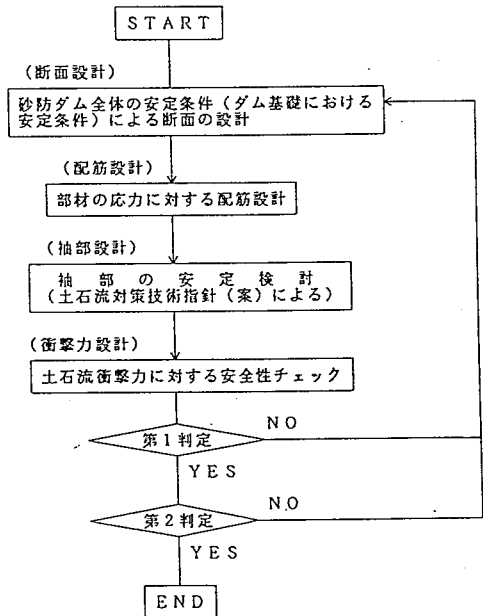 START
(断面設計)
砂防ダム全体の安定条件(ダム基礎における
安定条件)による断面の設計
(配筋設計)
部材の応力に対する配筋設計
(袖部設計)
袖部の安定検討
(土石流対策技術指針(案)による)
(衝撃力設計)
土石流衝撃力に対する安全性チェック
第1判定
NO
YES
第2判定
NO
YES
END